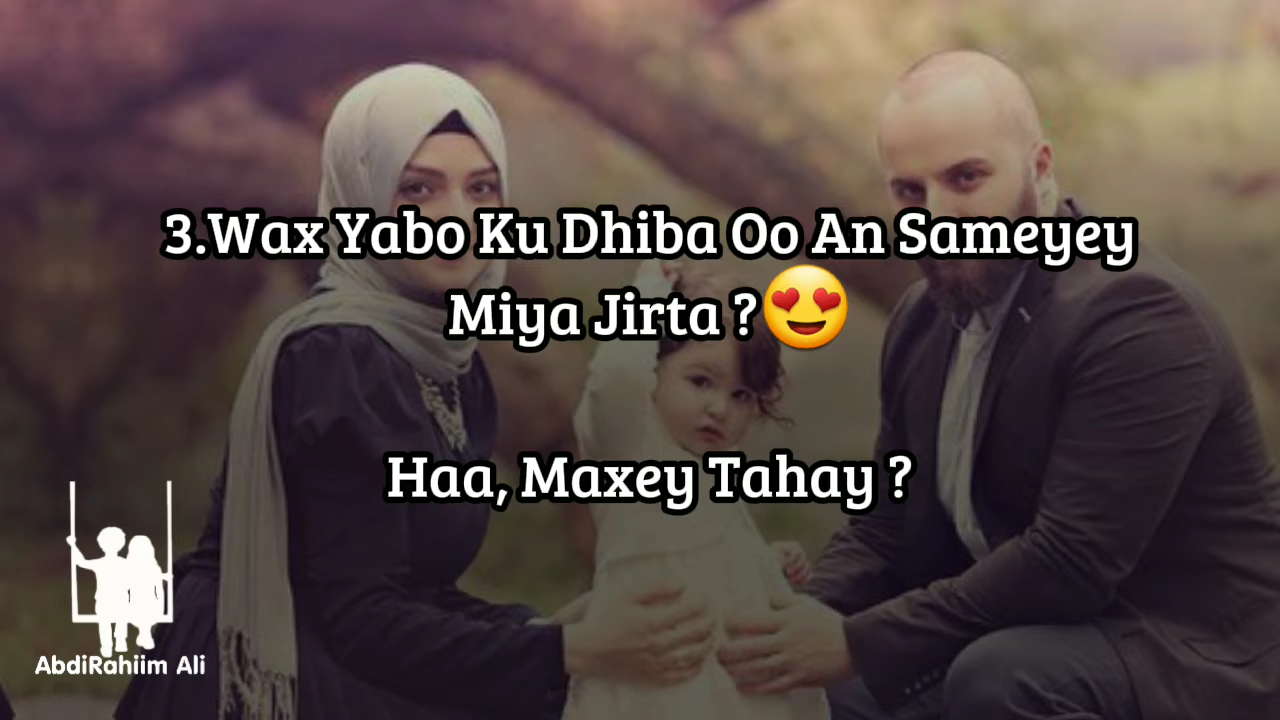 3.Wax Yabo Ku Dhiba Oo An Sameyey
Miya Jirta ?😍
Haa, Maxey Tahay ?
AbdiRahiim Ali